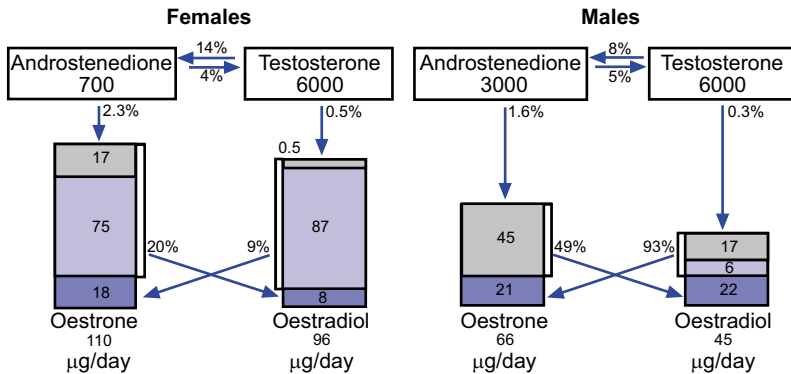 Females
Males
14%
4%
Androstenedione
700
Testosterone
6000
8%
5%
Androstenedione
3000
Testosterone
6000
2.3%
0.5%
1.6%
0.3%
17
75
18
20%
9%
0.5
87
8
45
21
49%
93%
17
6
22
Oestrone
110
μg/day
Oestradiol
96
μg/day
Oestrone
66
μg/day
Oestradiol
45
μg/day